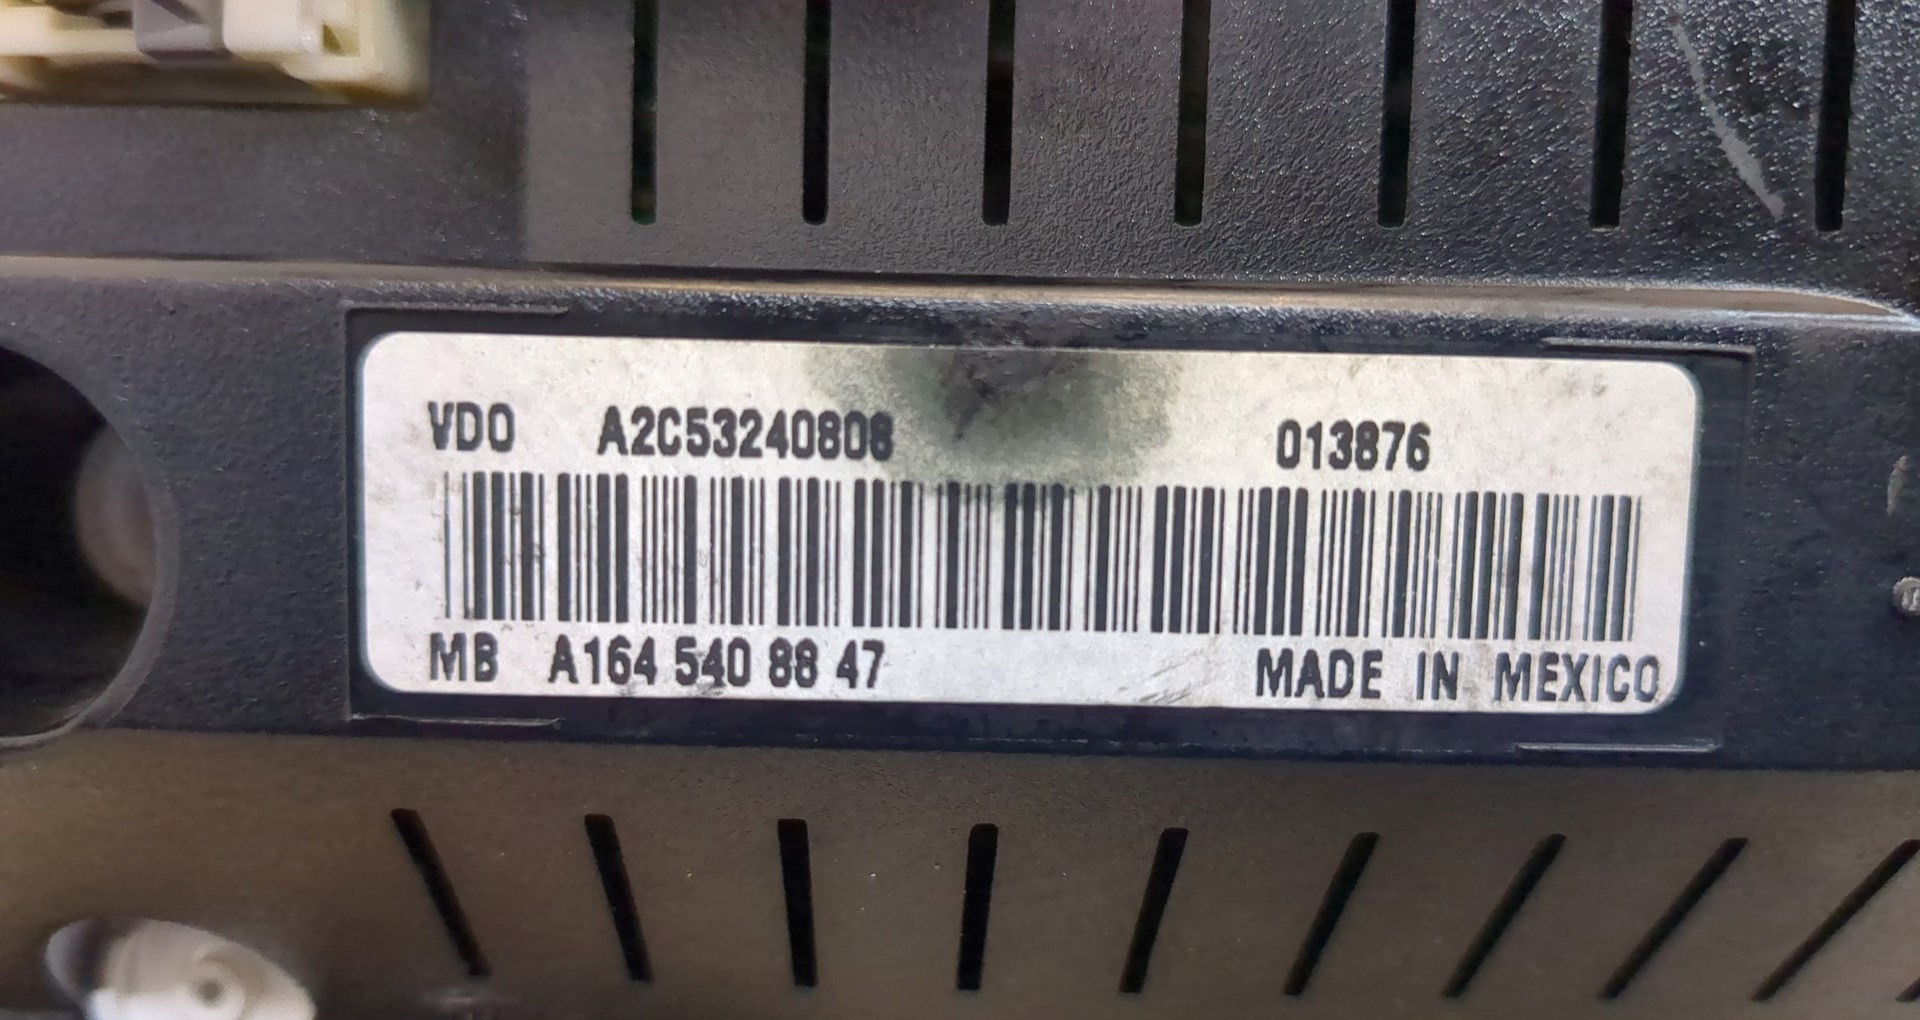 VDO A2C53240808 013876
MB A164 540 88 47 MADE IN MEXICO